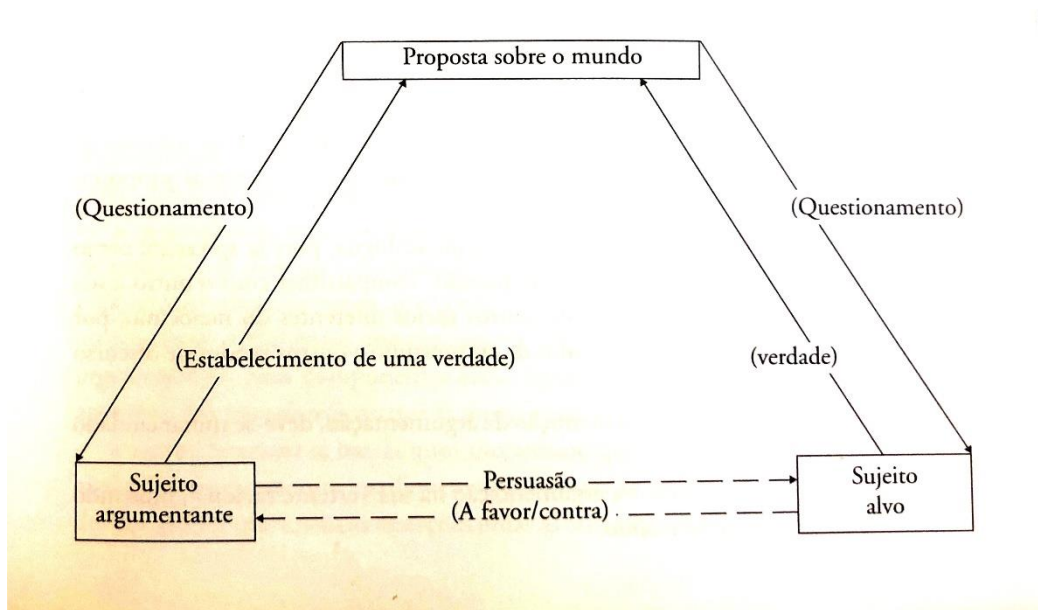 Proposta sobre o mundo
(Questionamento)
(Questionamento)
(Estabelecimento de uma verdade)
(verdade)
Sujeito
argumentante
Persuasão
(A favor/contra)
Sujeito
alvo